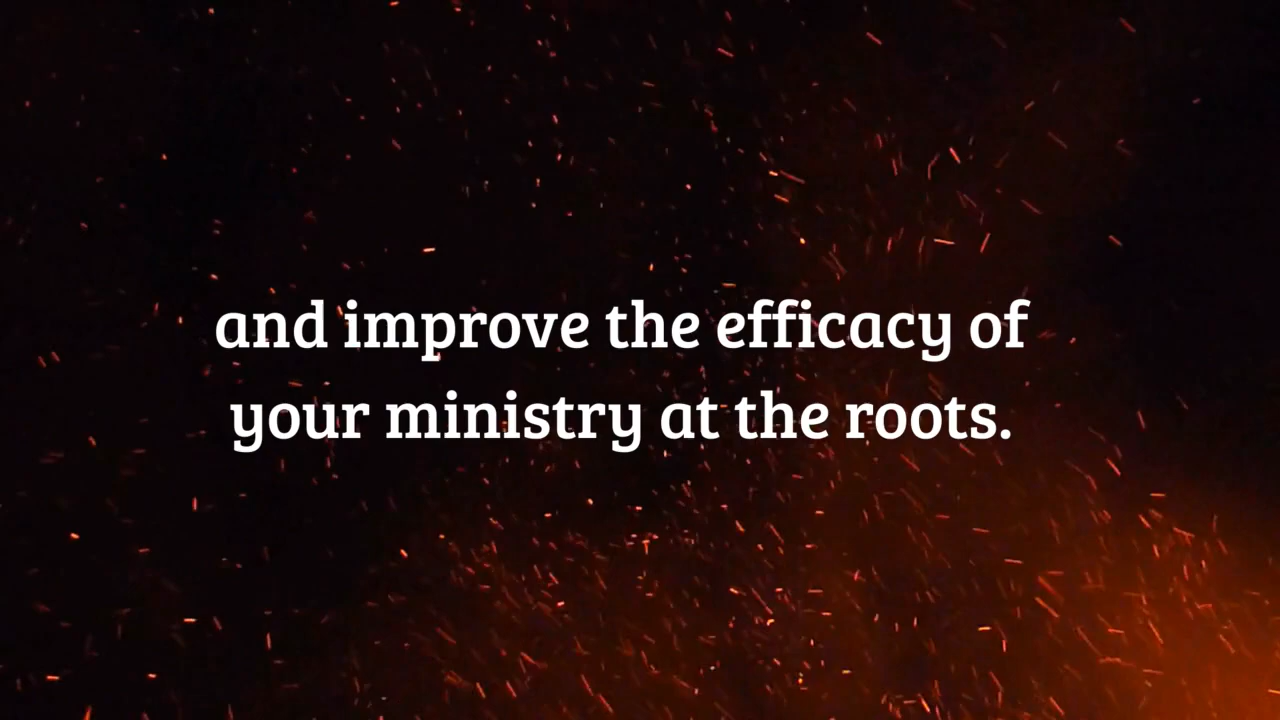 and improve the efficacy of
your ministry at the roots.